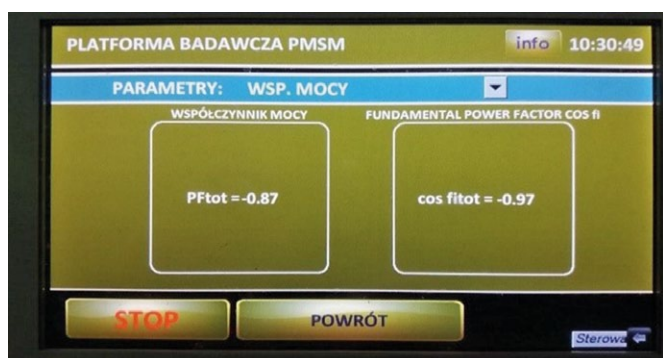 PLATFORMA BADAWCZA PMSM info 10:30:49
PARAMETRY: WSP. MOCY
WSPÓŁCZYNNIK MOCY FUNDAMENTAL POWER FACTOR COS fi
PFtot =-0.87 cos fitot = -0.97
STOP POWRÓT
Sterowa